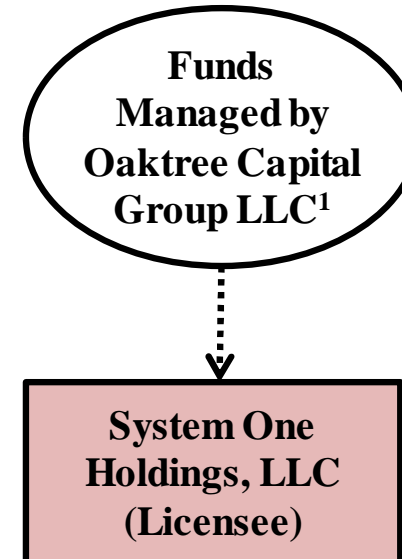 Funds
Managed by
Oaktree Capital
Group LLC¹
System One
Holdings, LLC
(Licensee)